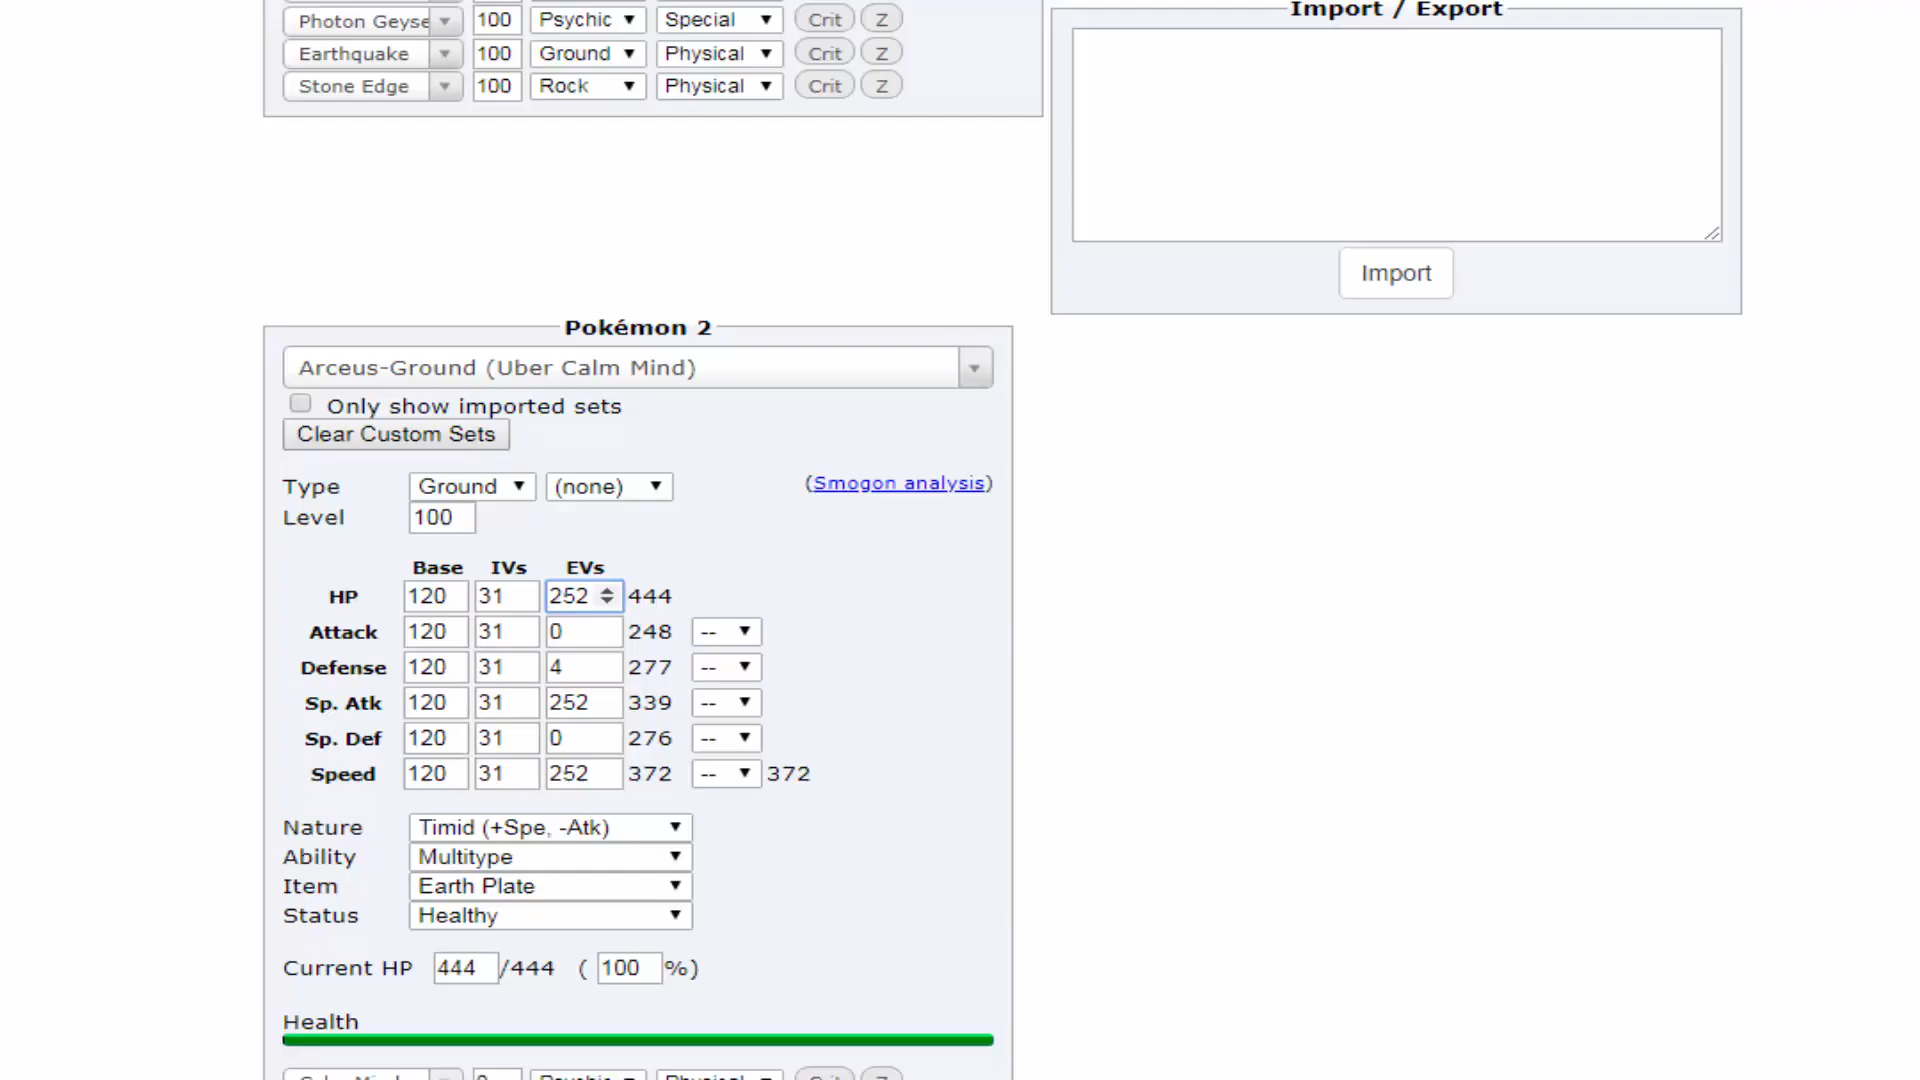 Import / Export
Photon Geyse 100 Psychic Special Crit Z
Earthquake 100 Ground Physical Crit Z
Stone Edge 100 Rock Physical Crit Z
Import
Pokémon 2
Arceus-Ground (Uber Calm Mind)
Only show imported sets
Clear Custom Sets
Type Ground (none) (Smogon analysis)
Level 100
Base IVs EVs
HP 120 31 252 444
Attack 120 31 0 248 --
Defense 120 31 4 277 --
Sp. Atk 120 31 252 339 --
Sp. Def 120 31 0 276 --
Speed 120 31 252 372 -- 372
Nature Timid (+Spe, -Atk)
Ability Multitype
Item Earth Plate
Status Healthy
Current HP 444 /444 ( 100 %)
Health